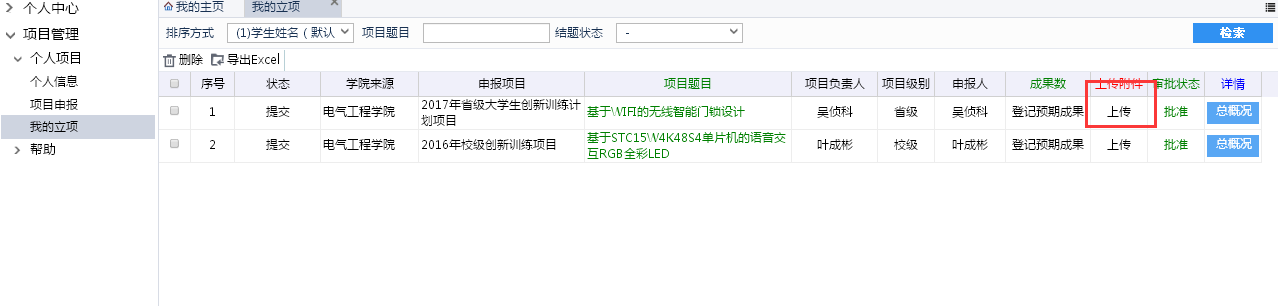 个人中心
项目管理
个人项目
个人信息
项目申报
我的立项
帮助
我的主页 我的立项
排序方式 (1)学生姓名（默认 项目题目 结题状态 -
检索
删除 导出Excel
序号 状态 学院来源 申报项目 项目题目 项目负责人 项目级别 申报人 成果数 上传附件 审批状态 详情
1 提交 电气工程学院 2017年省级大学生创新训练计划项目 基于WIFI的无线智能门锁设计 吴侦科 省级 吴侦科 登记预期成果 上传 批准 总概况
2 提交 电气工程学院 2016年校级创新训练项目 基于STC15W4K48S4单片机的语音交互RGB全彩LED 叶成彬 校级 叶成彬 登记预期成果 上传 批准 总概况